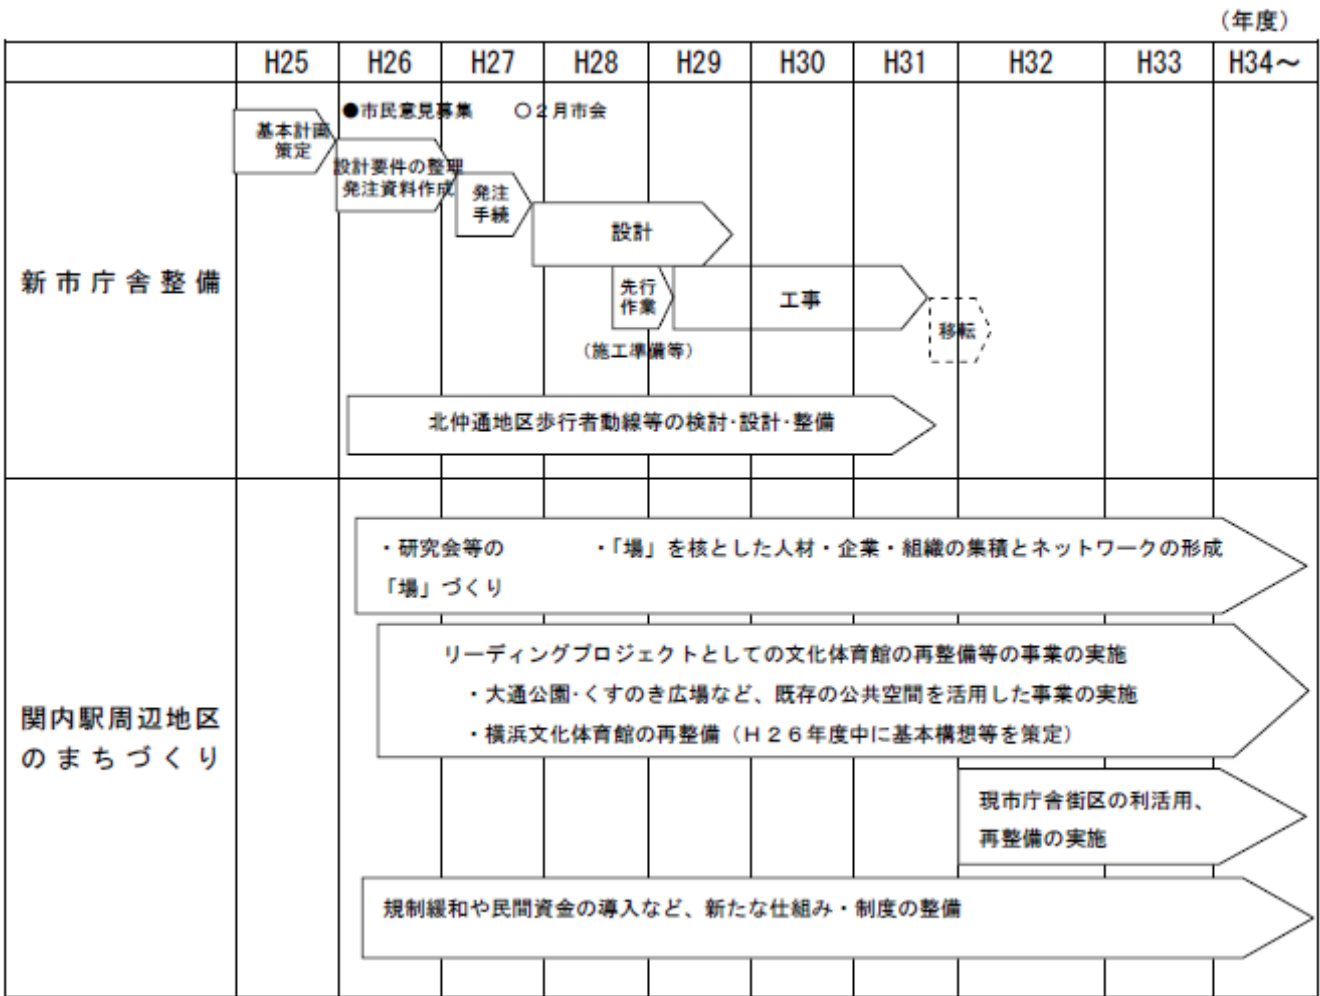 （年度）
H25 H26 H27 H28 H29 H30 H31 H32 H33 H34～
新市庁舎整備
●市民意見募集 ○２月市会
基本計画
策定
設計要件の整理
発注資料作成
発注
手続
設計
先行
作業
工事
移転
（施工準備等）
北仲通地区歩行者動線等の検討･設計･整備
関内駅周辺地区
のまちづくり
・研究会等の ・「場」を核とした人材・企業・組織の集積とネットワークの形成
「場」づくり
リーディングプロジェクトとしての文化体育館の再整備等の事業の実施
・大通公園･くすのき広場など、既存の公共空間を活用した事業の実施
・横浜文化体育館の再整備（Ｈ２６年度中に基本構想等を策定）
現市庁舎街区の利活用、
再整備の実施
規制緩和や民間資金の導入など、新たな仕組み・制度の整備